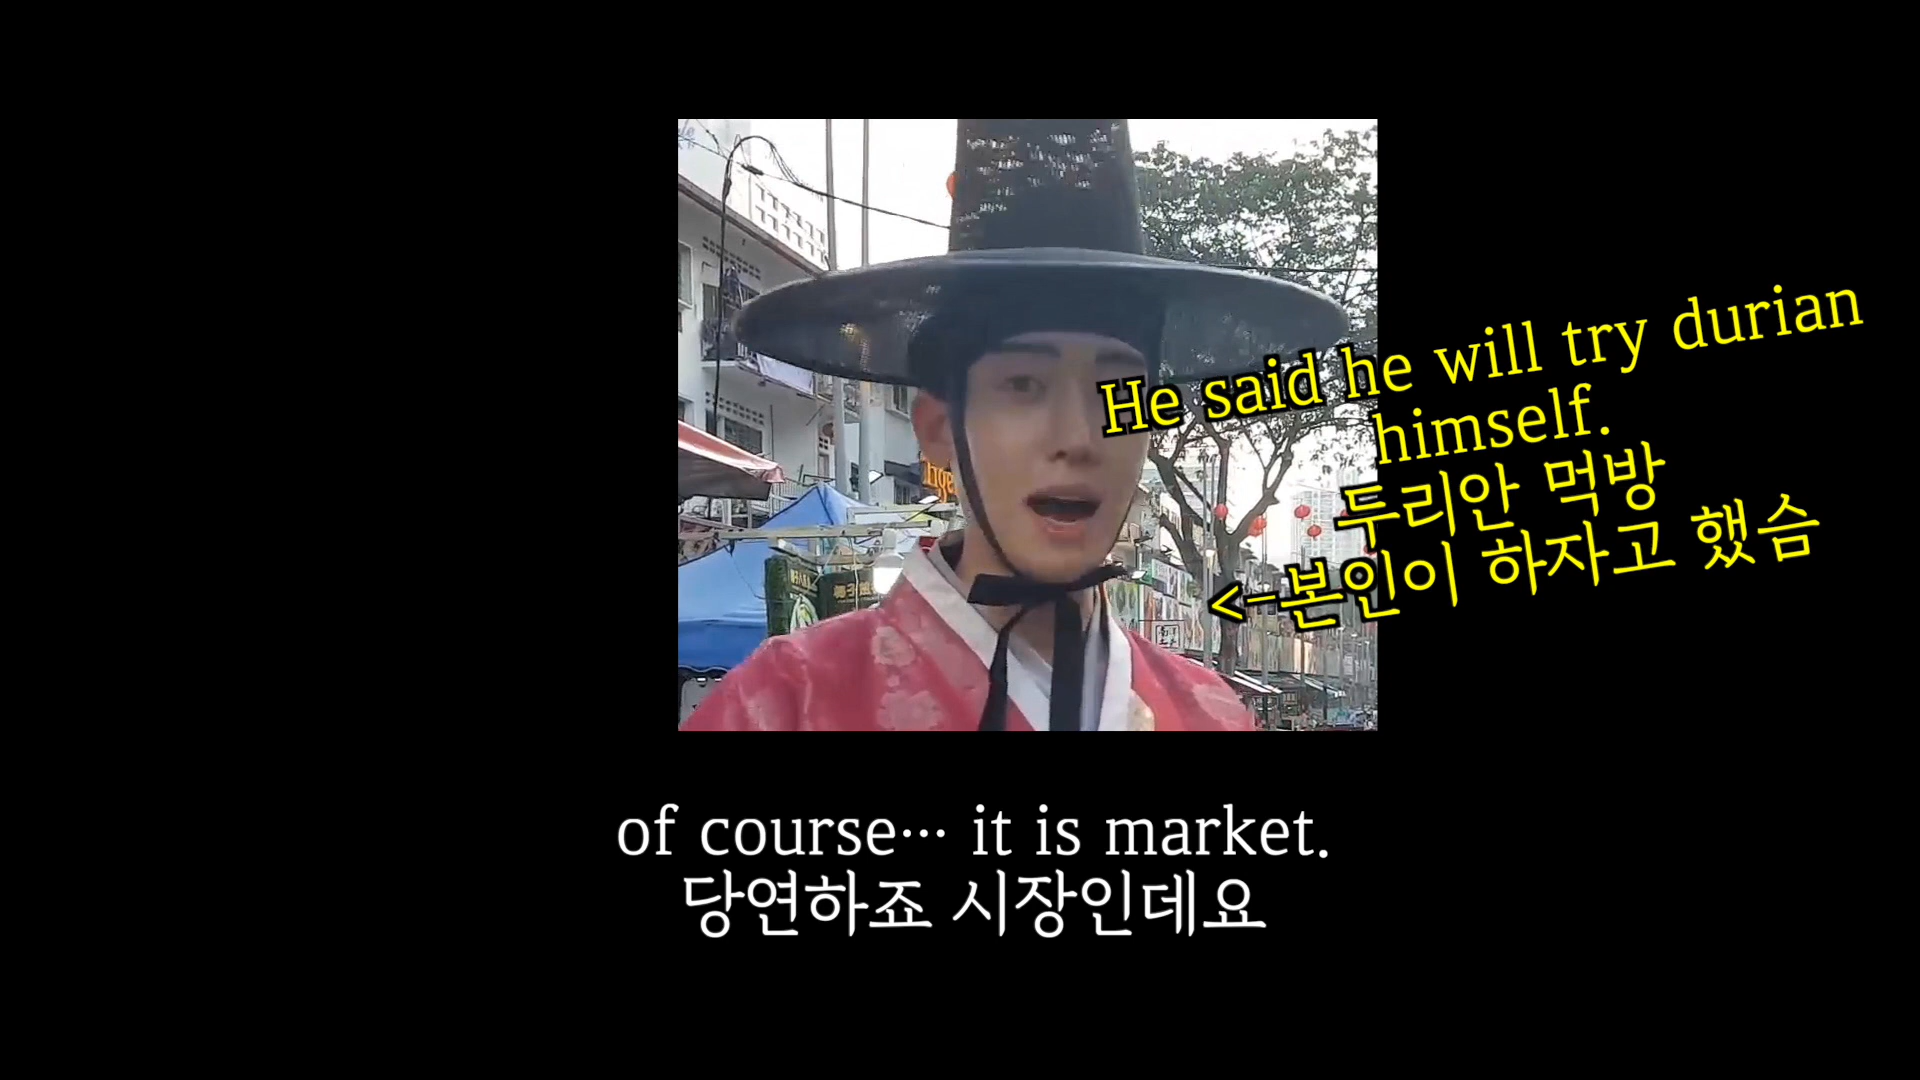 He said he will try durian
himself.
두리안 먹방
<-본인이 하자고 했슴
of course… it is market.
당연하죠 시장인데요